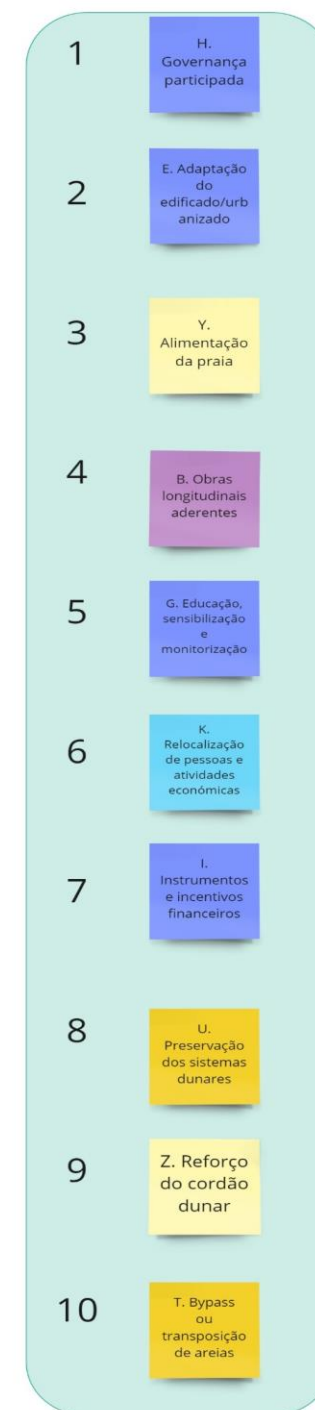 1
H.
Governança
participada
2
E. Adaptação
do
edificado/urb
anizado
3
Y.
Alimentação
da praia
4
B. Obras
longitudinais
aderentes
5
G. Educação,
sensibilização
e
monitorização
6
K.
Relocalização
de pessoas e
atividades
económicas
7
I.
Instrumentos
e incentivos
financeiros
8
U.
Preservação
dos sistemas
dunares
9
Z. Reforço
do cordão
dunar
10
T. Bypass
ou
transposição
de areias